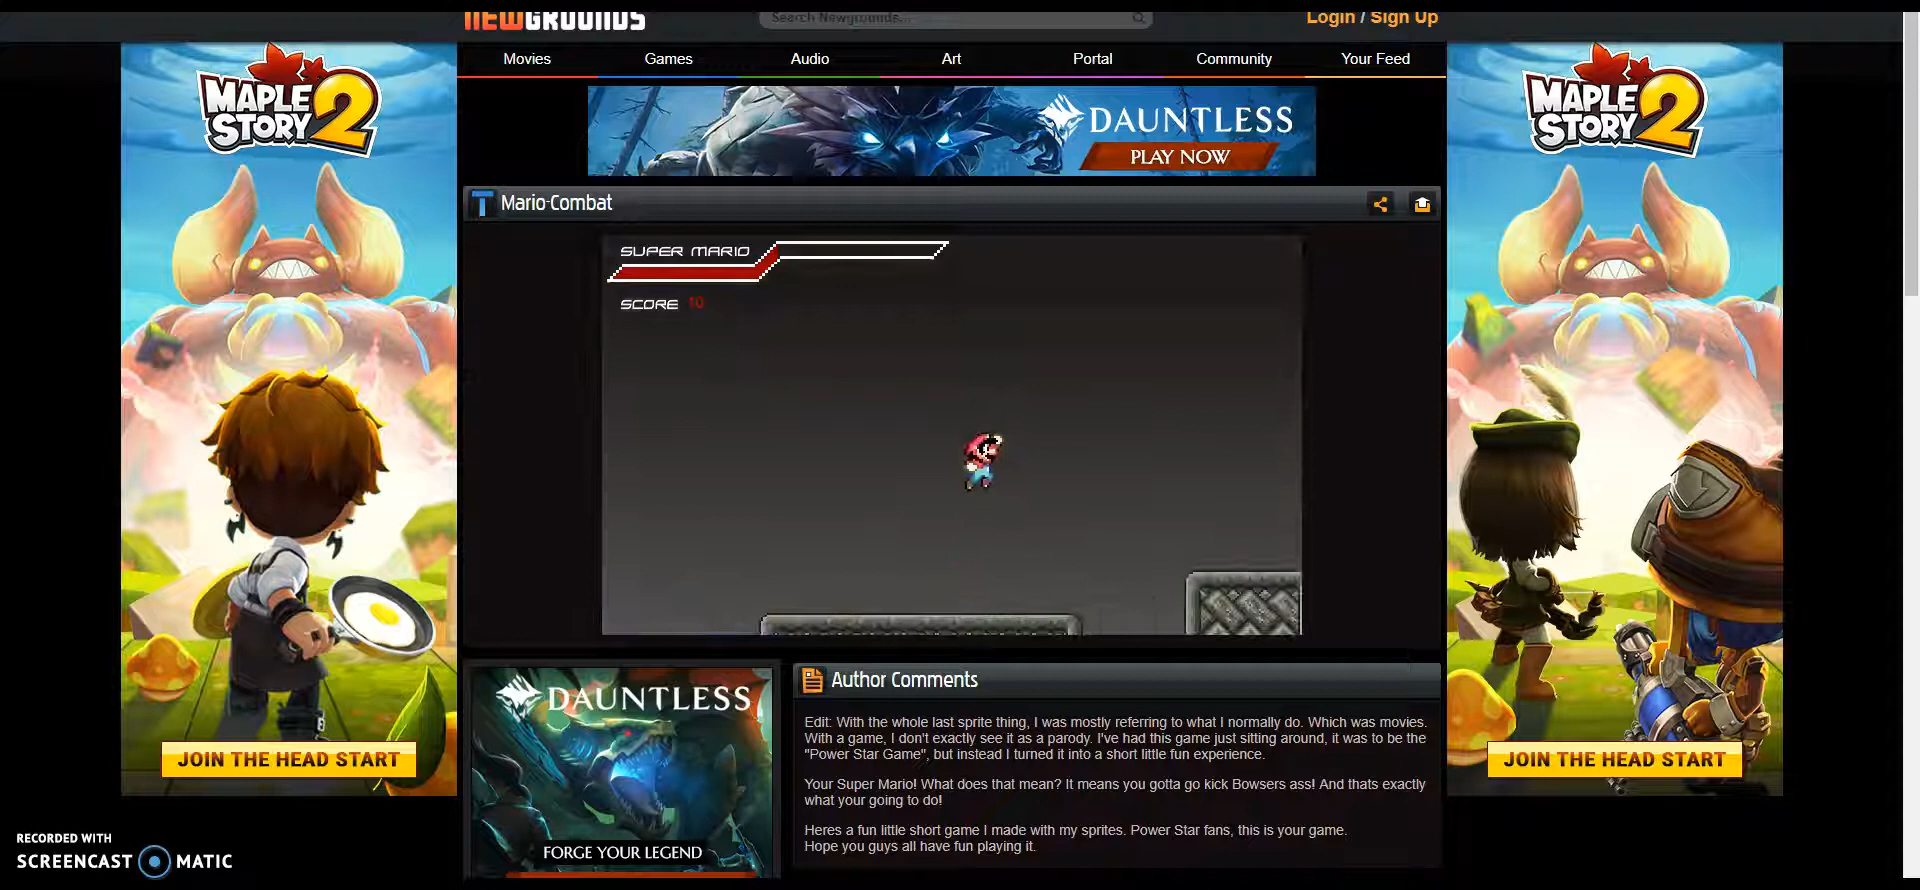 NEWGROUNDS
Search Newgrounds...
Login / Sign Up
Movies
Games
Audio
Art
Portal
Community
Your Feed
MAPLE
STORY 2
DAUNTLESS
PLAY NOW
MAPLE
STORY 2
Mario-Combat
SUPER MARIO
SCORE 10
JOIN THE HEAD START
JOIN THE HEAD START
DAUNTLESS
FORGE YOUR LEGEND
Author Comments
Edit: With the whole last sprite thing, I was mostly referring to what I normally do. Which was movies.
With a game, I don't exactly see it as a parody. I've had this game just sitting around, it was to be the
"Power Star Game", but instead I turned it into a short little fun experience.
Your Super Mario! What does that mean? It means you gotta go kick Bowsers ass! And thats exactly
what your going to do!
Heres a fun little short game I made with my sprites. Power Star fans, this is your game.
Hope you guys all have fun playing it.
RECORDED WITH
SCREENCAST MATIC